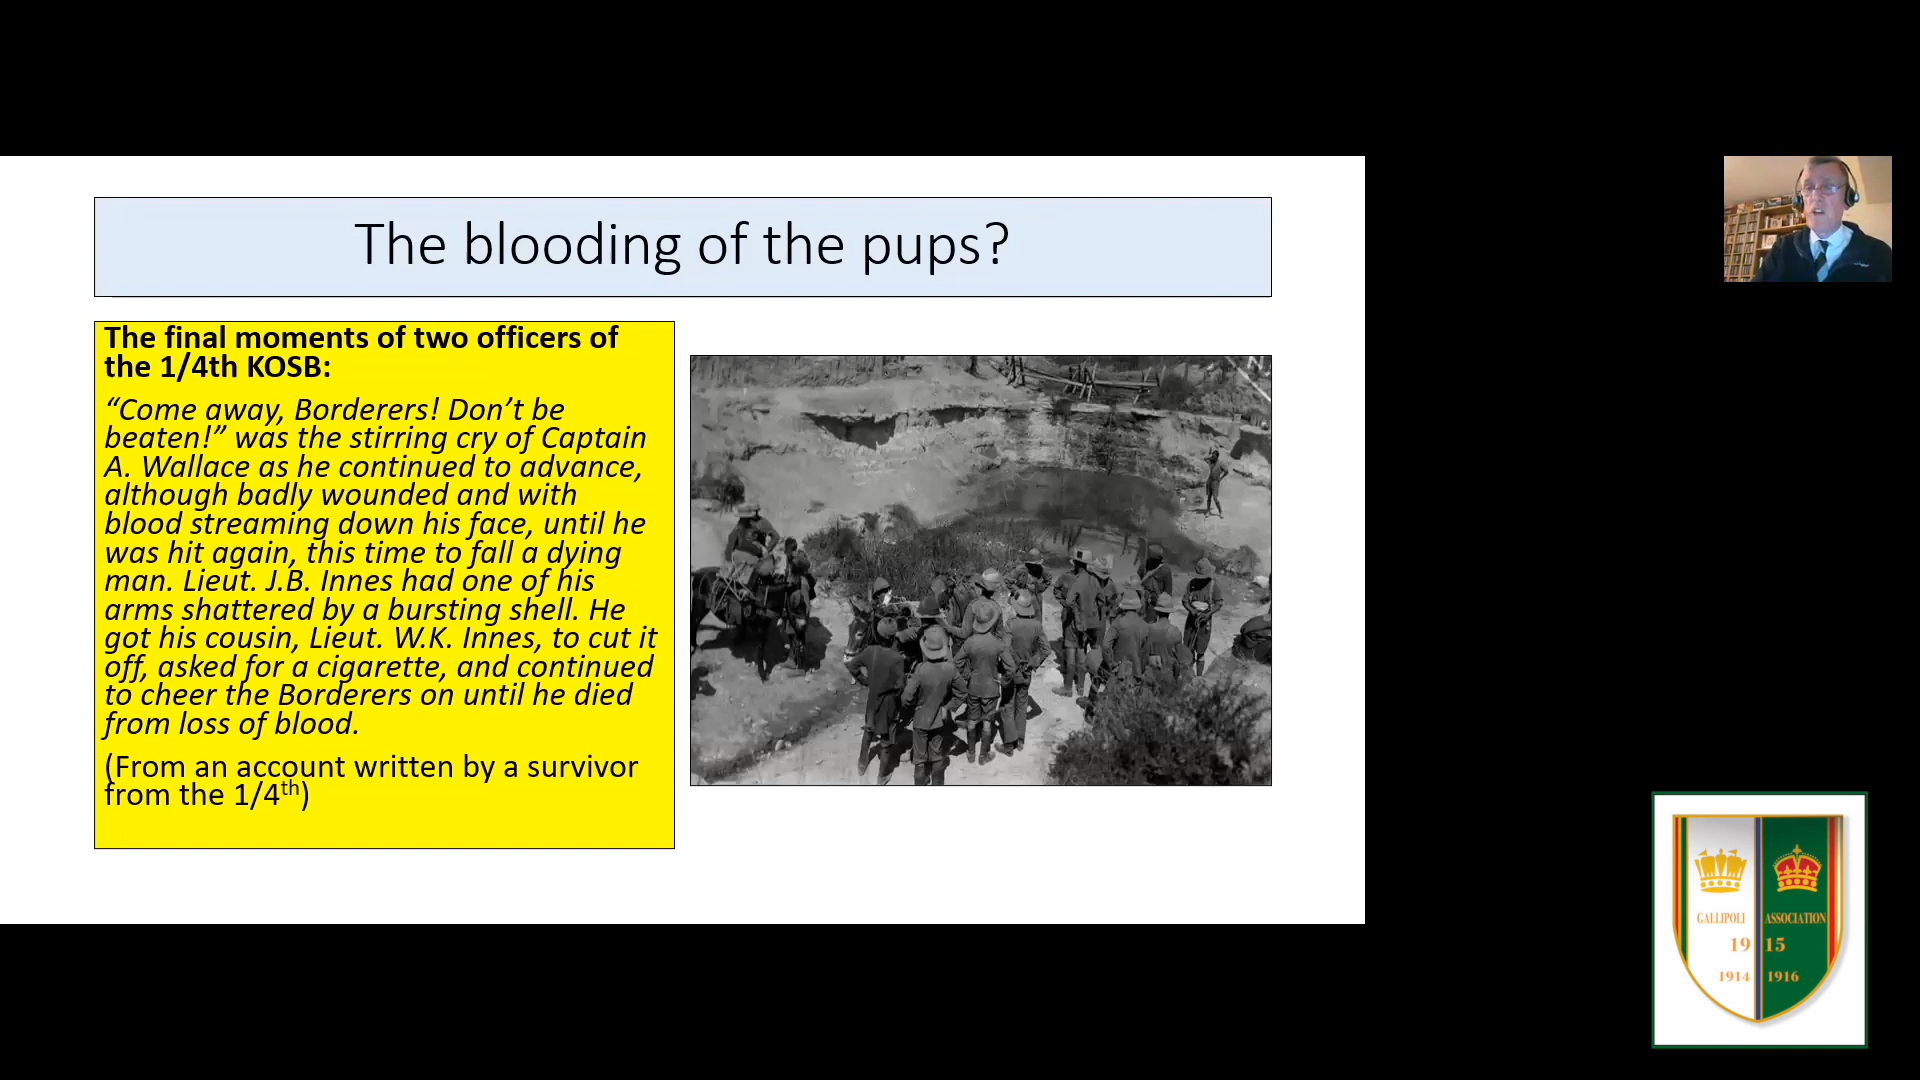 The blooding of the pups?
The final moments of two officers of
the 1/4th KOSB:
“Come away, Borderers! Don’t be
beaten!” was the stirring cry of Captain
A. Wallace as he continued to advance,
although badly wounded and with
blood streaming down his face, until he
was hit again, this time to fall a dying
man. Lieut. J.B. Innes had one of his
arms shattered by a bursting shell. He
got his cousin, Lieut. W.K. Innes, to cut it
off, asked for a cigarette, and continued
to cheer the Borderers on until he died
from loss of blood.
(From an account written by a survivor
from the 1/4th)
GALLIPOLI ASSOCIATION
19 15
1914 1916